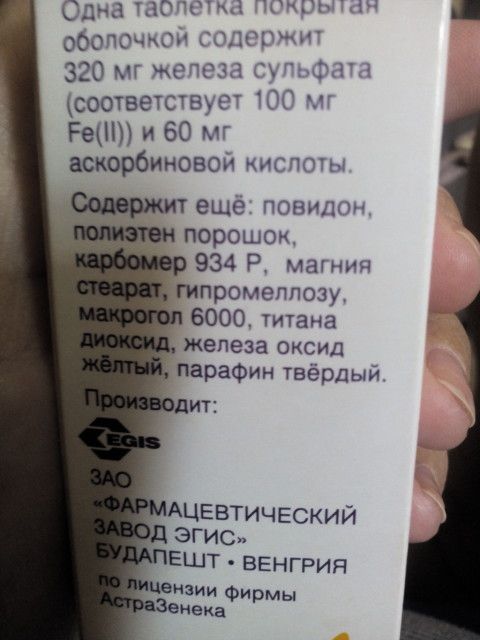 Одна таблетка покрытая
оболочкой содержит
320 мг железа сульфата
(соответствует 100 мг
Fe(II)) и 60 мг
аскорбиновой кислоты.
Содержит ещё: повидон,
полиэтен порошок,
карбомер 934 Р, магния
стеарат, гипромеллозу,
макрогол 6000, титана
диоксид, железа оксид
жёлтый, парафин твёрдый.
Производит:
EGIS
ЗАО
«ФАРМАЦЕВТИЧЕСКИЙ
ЗАВОД ЭГИС»
БУДАПЕШТ • ВЕНГРИЯ
по лицензии фирмы
АстраЗенека